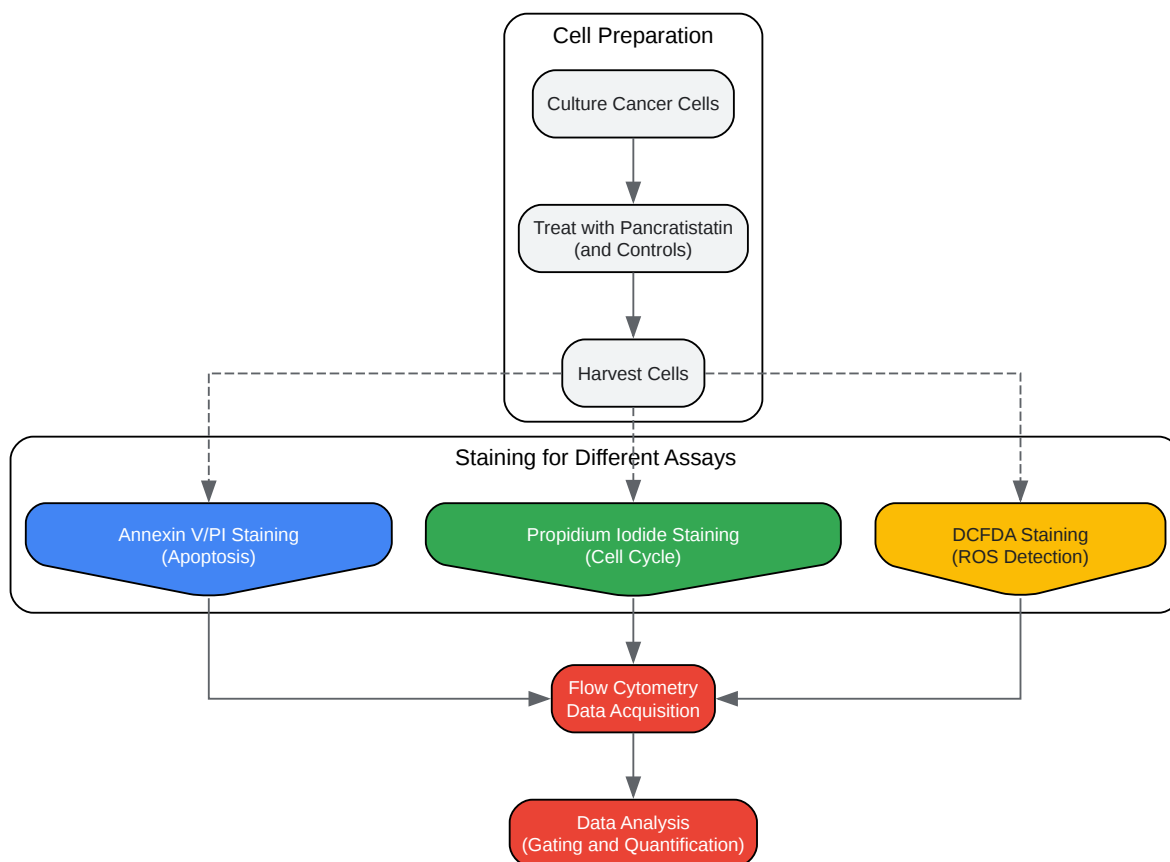 Cell Preparation
Culture Cancer Cells
Treat with Pancratistatin
(and Controls)
Harvest Cells
Staining for Different Assays
Annexin V/PI Staining
(Apoptosis)
Propidium Iodide Staining
(Cell Cycle)
DCFDA Staining
(ROS Detection)
Flow Cytometry
Data Acquisition
Data Analysis
(Gating and Quantification)